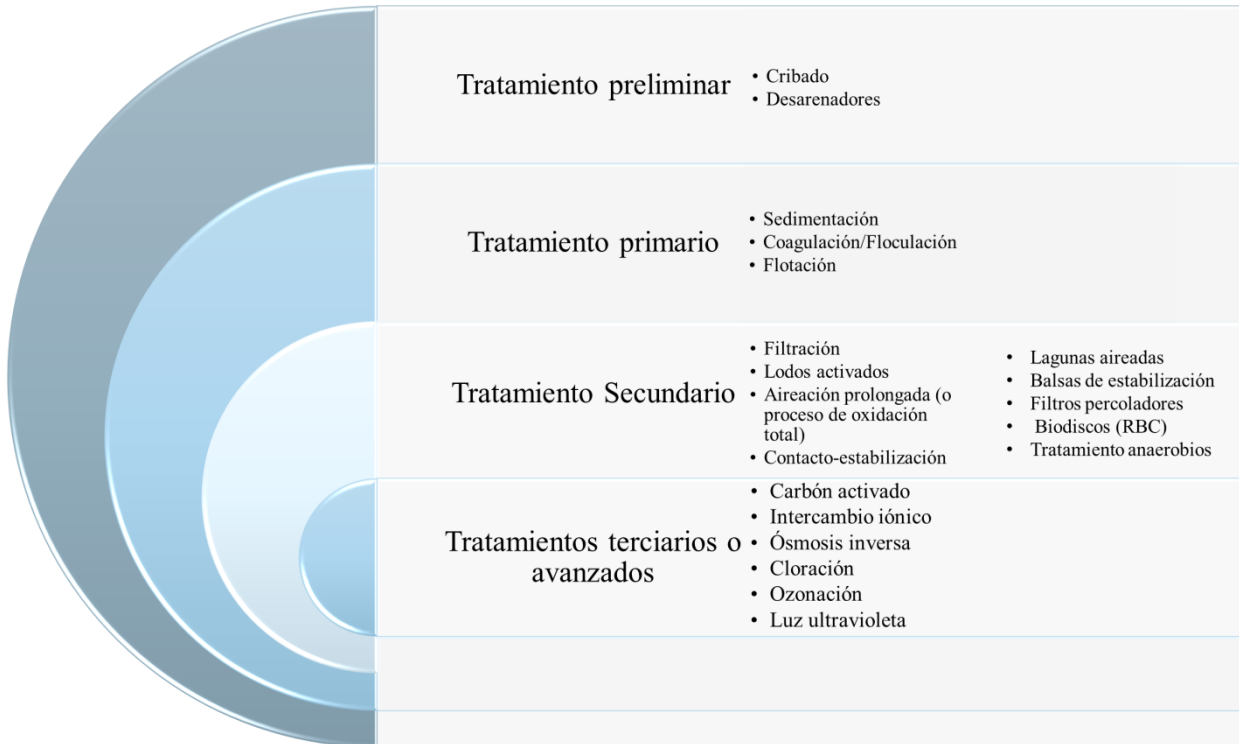 Tratamiento preliminar
• Cribado
• Desarenadores
Tratamiento primario
• Sedimentación
• Coagulación/Floculación
• Flotación
Tratamiento Secundario
• Filtración
• Lodos activados
• Aireación prolongada (o
proceso de oxidación
total)
• Contacto-estabilización
• Lagunas aireadas
• Balsas de estabilización
• Filtros percoladores
• Biodiscos (RBC)
• Tratamiento anaerobios
Tratamientos terciarios o
avanzados
• Carbón activado
• Intercambio iónico
• Ósmosis inversa
• Cloración
• Ozonación
• Luz ultravioleta